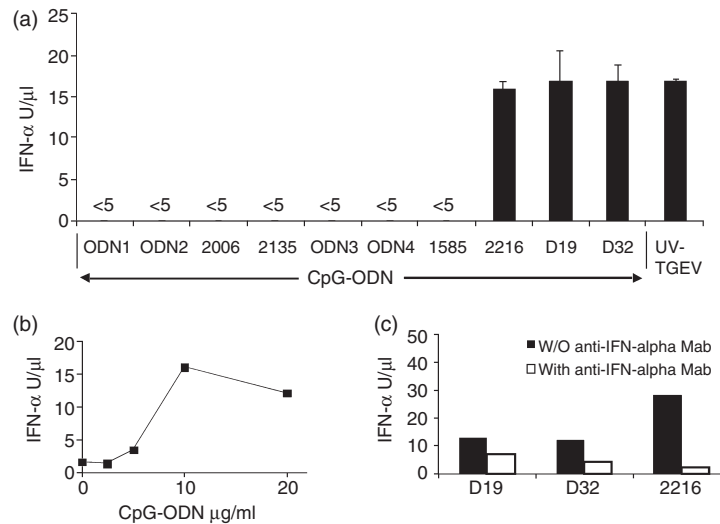 (a)
IFN-α U/μl
25
20
15
10
5
0
<5 <5 <5 <5 <5 <5 <5
ODN1 ODN2 2006 2135 ODN3 ODN4 1585 2216 D19 D32 UV-
TGEV
CpG-ODN
(b)
IFN-α U/μl
20
15
10
5
0
0 10 20
CpG-ODN μg/ml
(c)
IFN-α U/μl
50
40
30
20
10
0
W/O anti-IFN-alpha Mab
With anti-IFN-alpha Mab
D19 D32 2216